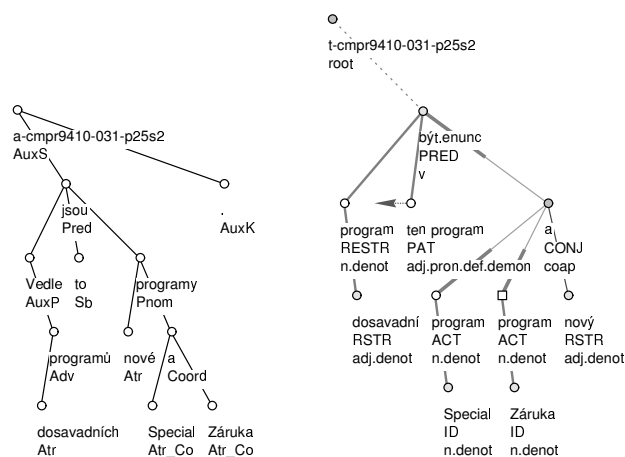 t-cmpr9410-031-p25s2
root
a-cmpr9410-031-p25s2
AuxS
být.enunc
PRED
v
jsou
Pred
.
AuxK
program
RESTR
n.denot
ten program
PAT
adj.pron.def.demon
a
CONJ
coap
Vedle
AuxP
to
Sb
programy
Pnom
dosavadní
RSTR
adj.denot
program
ACT
n.denot
program
ACT
n.denot
nový
RSTR
adj.denot
programů
Adv
nové
Atr
a
Coord
Special
ID
n.denot
Záruka
ID
n.denot
dosavadních
Atr
Special
Atr_Co
Záruka
Atr_Co